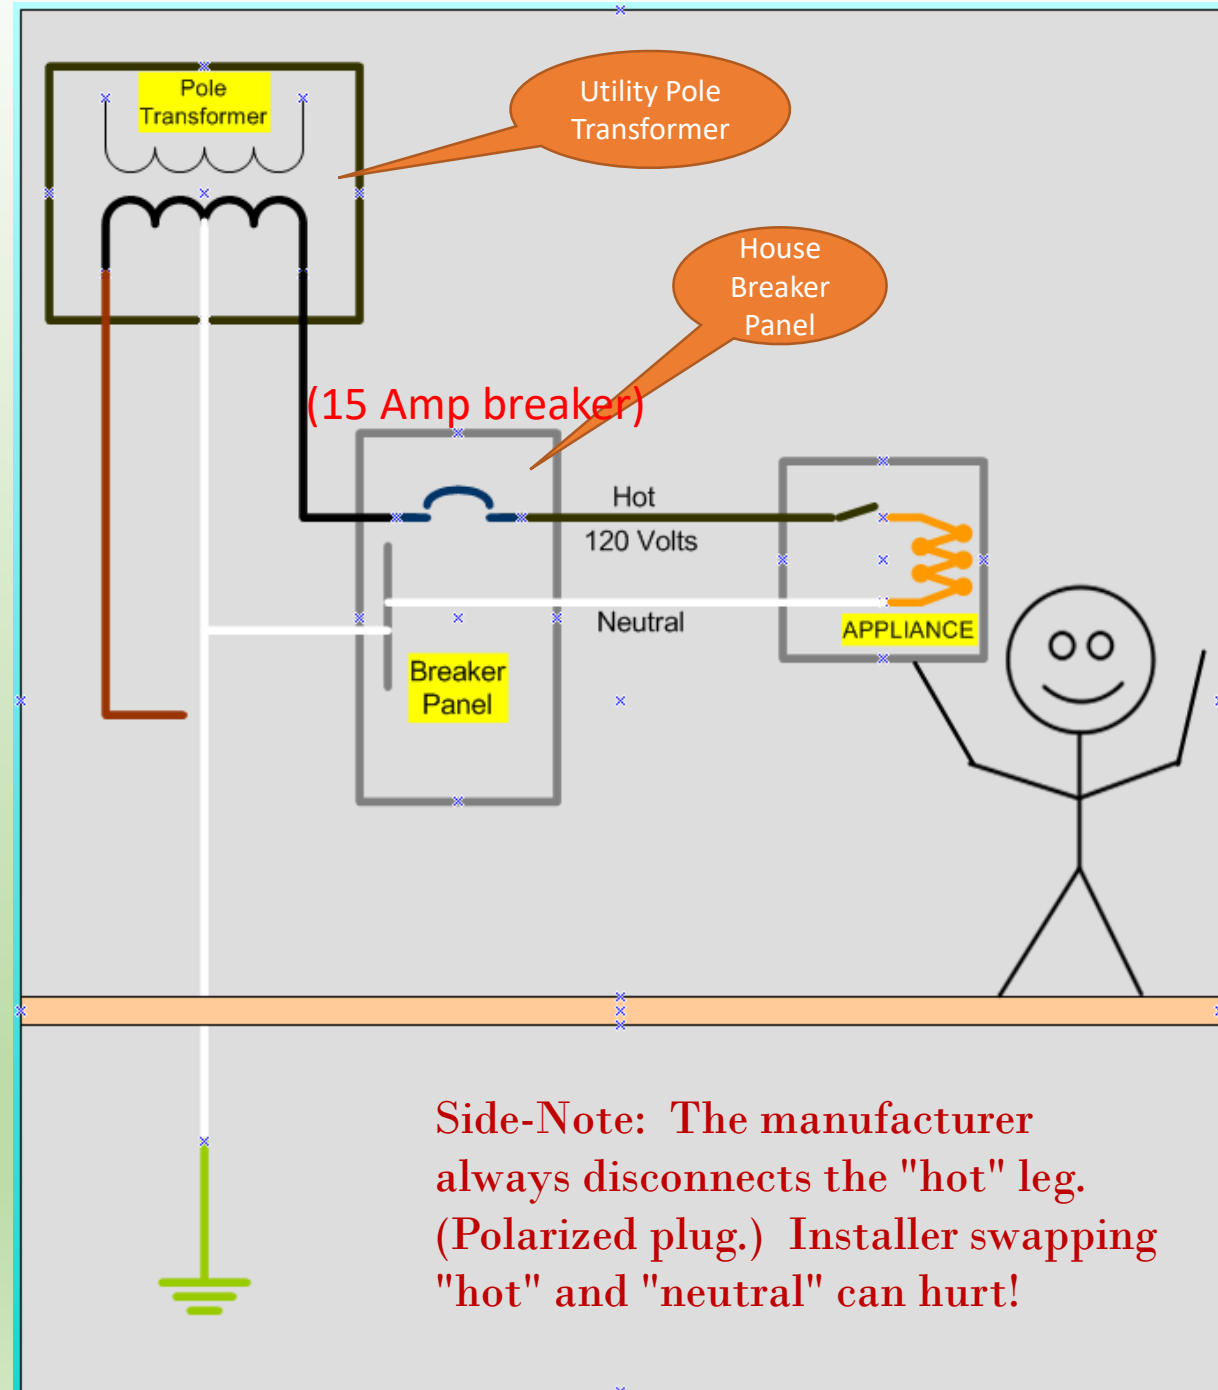 Pole
Transformer
Utility Pole
Transformer
House
Breaker
Panel
(15 Amp breaker)
Hot
120 Volts
Neutral
APPLIANCE
Breaker
Panel
Side-Note:  The manufacturer
always disconnects the "hot" leg.
(Polarized plug.)  Installer swapping
"hot" and "neutral" can hurt!